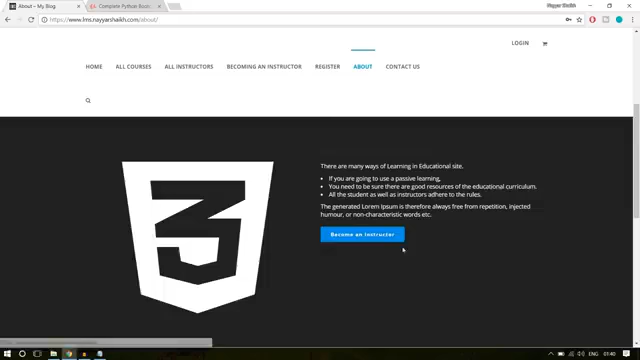 About – My Blog
Complete Python Basic
Nayyar Shaikh
https://www.lms.nayyarshaikh.com/about/
LOGIN
HOME ALL COURSES ALL INSTRUCTORS BECOMING AN INSTRUCTOR REGISTER ABOUT CONTACT US
There are many ways of Learning in Educational site.
If you are going to use a passive learning,
You need to be sure there are good resources of the educational curriculum.
All the student as well as instructors adhere to the rules.
The generated Lorem Ipsum is therefore always free from repetition, injected
humour, or non-characteristic words etc.
Become an Instructor
ENG 01:40